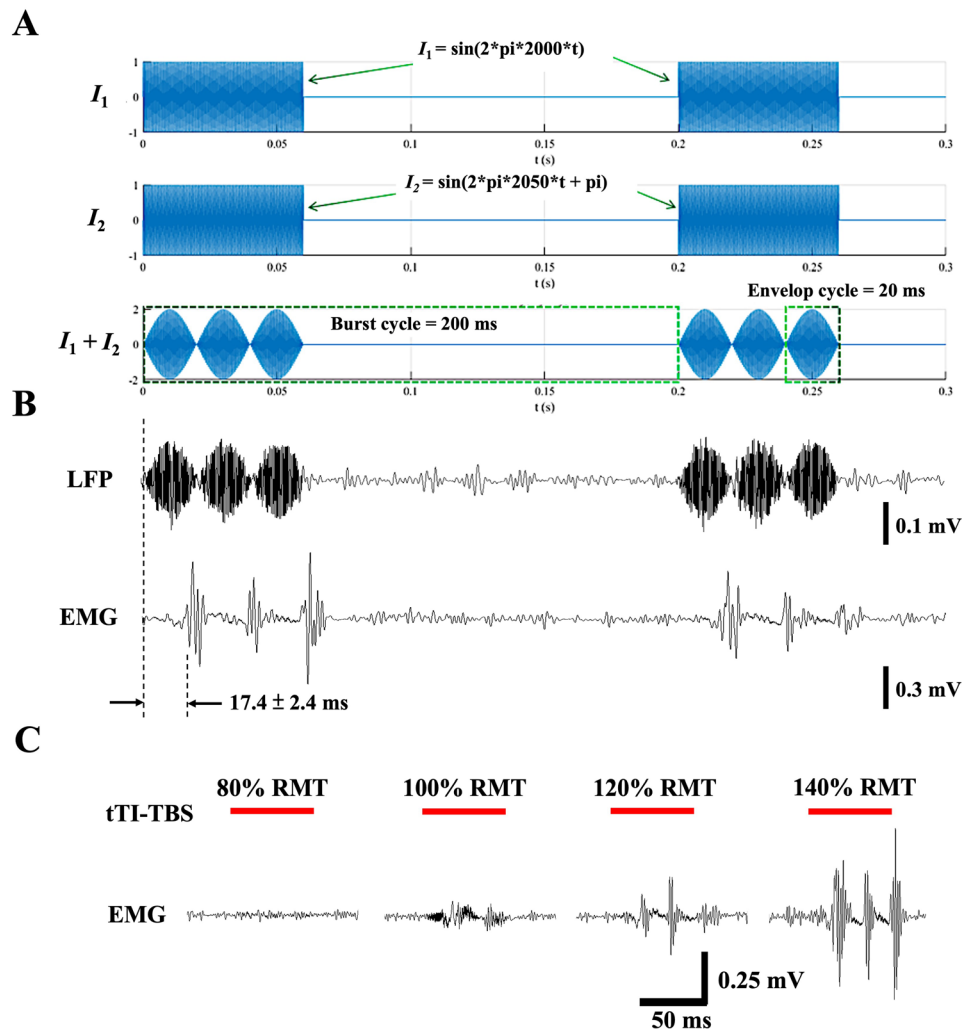 A
I1 = sin(2*pi*2000*t)
I1
1
0
-1
0 0.05 0.1 0.15 0.2 0.25 0.3
t (s)
I2 = sin(2*pi*2050*t + pi)
I2
1
0
-1
0 0.05 0.1 0.15 0.2 0.25 0.3
t (s)
Envelop cycle = 20 ms
I1 + I2
2
0
-2
Burst cycle = 200 ms
0 0.05 0.1 0.15 0.2 0.25 0.3
t (s)
B
LFP
0.1 mV
EMG
0.3 mV
17.4 ± 2.4 ms
C
80% RMT 100% RMT 120% RMT 140% RMT
tTI-TBS
EMG
0.25 mV
50 ms